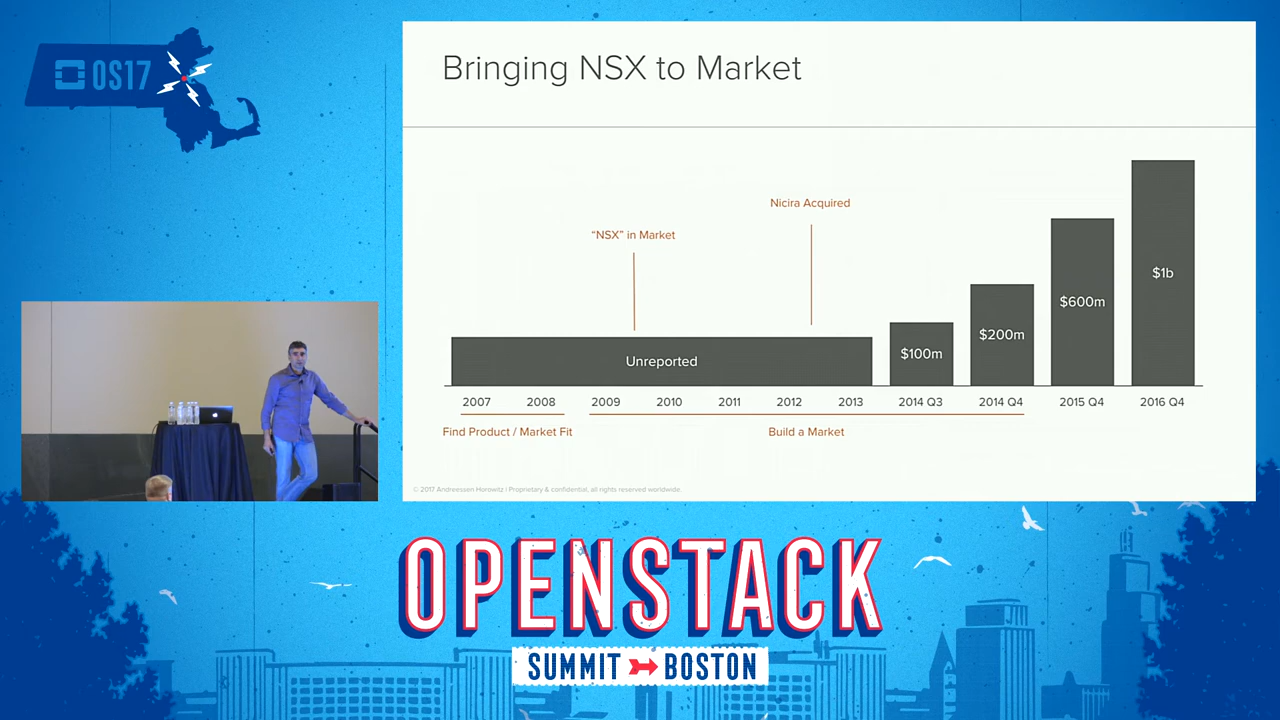 OS17
Bringing NSX to Market
Nicira Acquired
“NSX” in Market
Unreported
$100m
$200m
$600m
$1b
2007 2008 2009 2010 2011 2012 2013 2014 Q3 2014 Q4 2015 Q4 2016 Q4
Find Product / Market Fit Build a Market
© 2017 Andreessen Horowitz | Proprietary & confidential, all rights reserved worldwide.
OPENSTACK
SUMMIT BOSTON